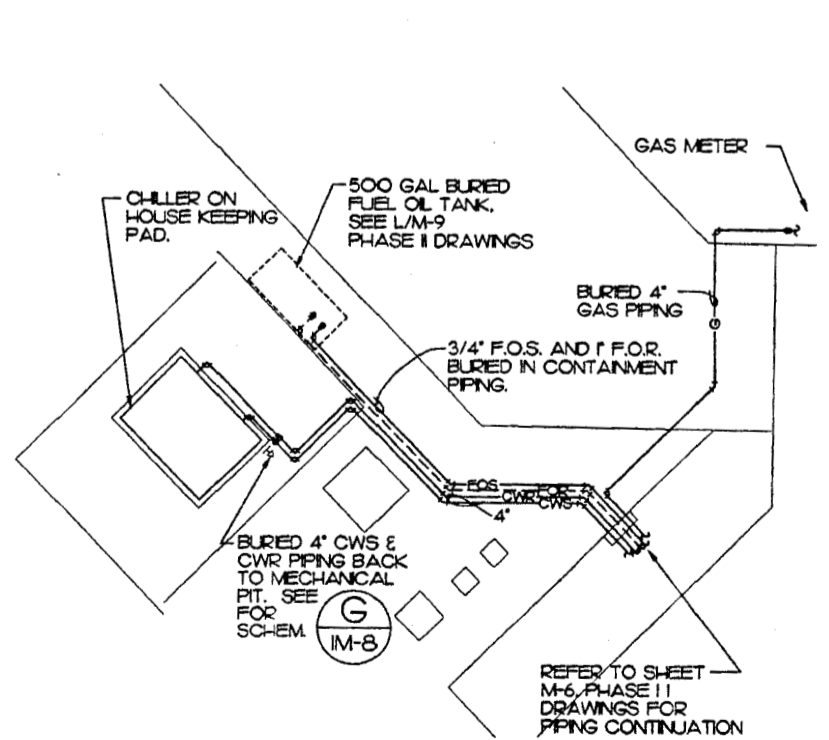 GAS METER
500 GAL BURIED
FUEL OIL TANK,
SEE L/M-9
PHASE II DRAWINGS
CHILLER ON
HOUSE KEEPING
PAD.
BURIED 4"
GAS PIPING
G
3/4" F.O.S. AND 1" F.O.R.
BURIED IN CONTAINMENT
PIPING.
FOS
FOR
CWR
CWS
4"
BURIED 4" CWS &
CWR PIPING BACK
TO MECHANICAL
PIT. SEE
FOR
SCHEM.
G
IM-8
REFER TO SHEET
M-6, PHASE II
DRAWINGS FOR
PIPING CONTINUATION